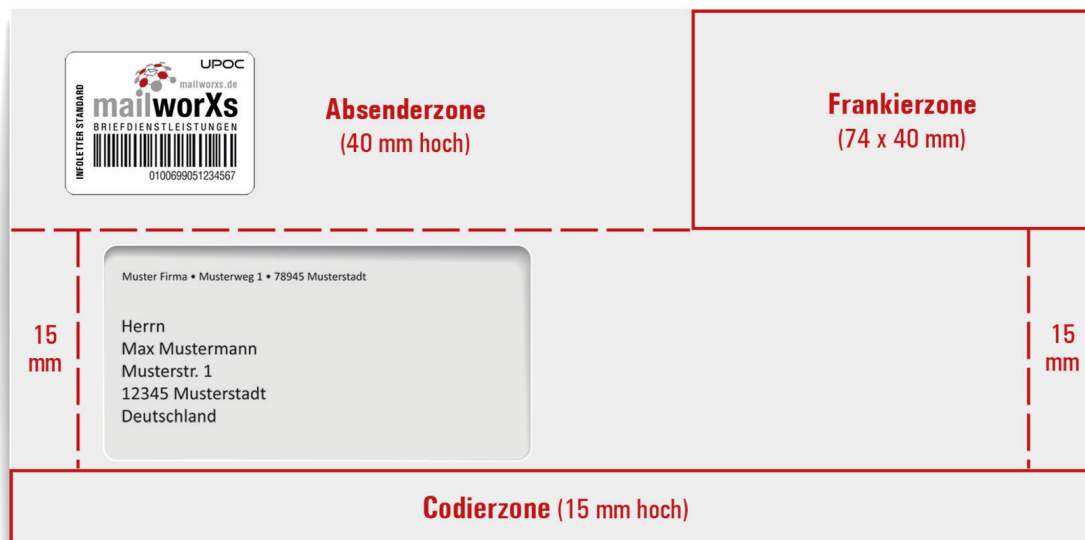 UPOC
mailworxs.de
mailworXs
BRIEFDIENSTLEISTUNGEN
INFOLETTER STANDARD
0100699051234567
Absenderzone
(40 mm hoch)
Frankierzone
(74 x 40 mm)
15
mm
Muster Firma • Musterweg 1 • 78945 Musterstadt
Herrn
Max Mustermann
Musterstr. 1
12345 Musterstadt
Deutschland
15
mm
Codierzone (15 mm hoch)